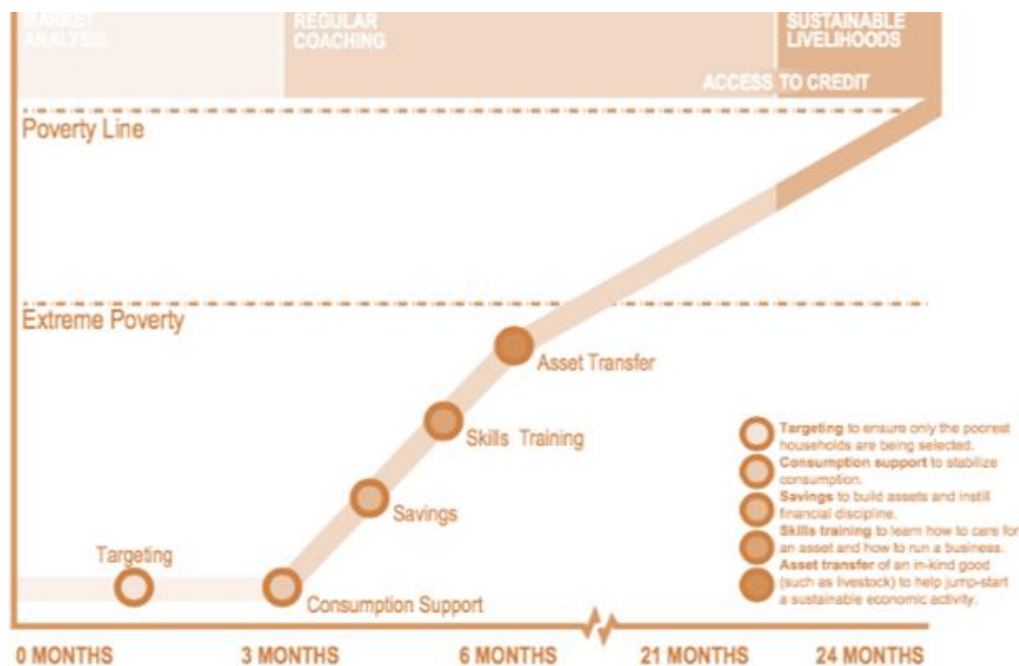 MARKET
ANALYSIS
REGULAR
COACHING
SUSTAINABLE
LIVELIHOODS
ACCESS TO CREDIT
Poverty Line
Extreme Poverty
Asset Transfer
Skills Training
Savings
Targeting
Consumption Support
Targeting to ensure only the poorest
households are being selected.
Consumption support to stabilize
consumption.
Savings to build assets and instill
financial discipline.
Skills training to learn how to care for
an asset and how to run a business.
Asset transfer of an in-kind good
(such as livestock) to help jump-start
a sustainable economic activity.
0 MONTHS
3 MONTHS
6 MONTHS
21 MONTHS
24 MONTHS